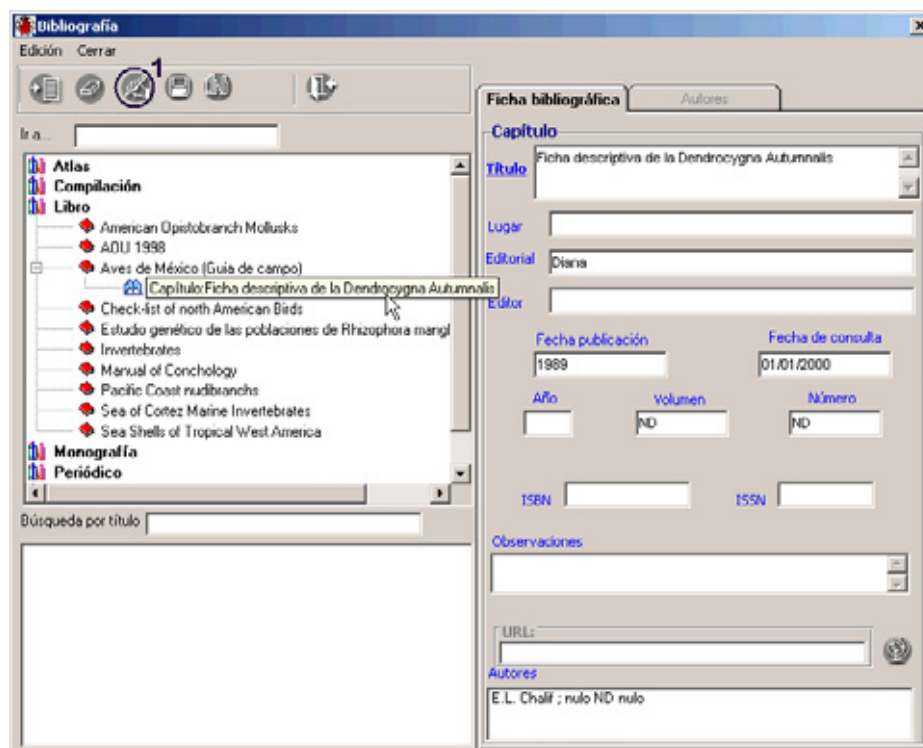 Bibliografía
Edición Cerrar
1
Ir a...
Atlas
Compilación
Libro
American Opistobranch Mollusks
AOU 1998
Aves de México (Guia de campo)
Capítulo:Ficha descriptiva de la Dendrocygna Autumnalis
Check-list of north American Birds
Estudio genético de las poblaciones de Rhizophora mangl
Invertebrates
Manual of Conchology
Pacific Coast nudibranchs
Sea of Cortez Marine Invertebrates
Sea Shells of Tropical West America
Monografía
Periódico
Búsqueda por título
Ficha bibliográfica Autores
Capítulo
Título Ficha descriptiva de la Dendrocygna Autumnalis
Lugar
Editorial Diana
Editor
Fecha publicación Fecha de consulta
1989 01/01/2000
Año Volumen Número
ND ND
ISBN ISSN
Observaciones
URL:
Autores
E.L. Chalif ; nulo ND nulo